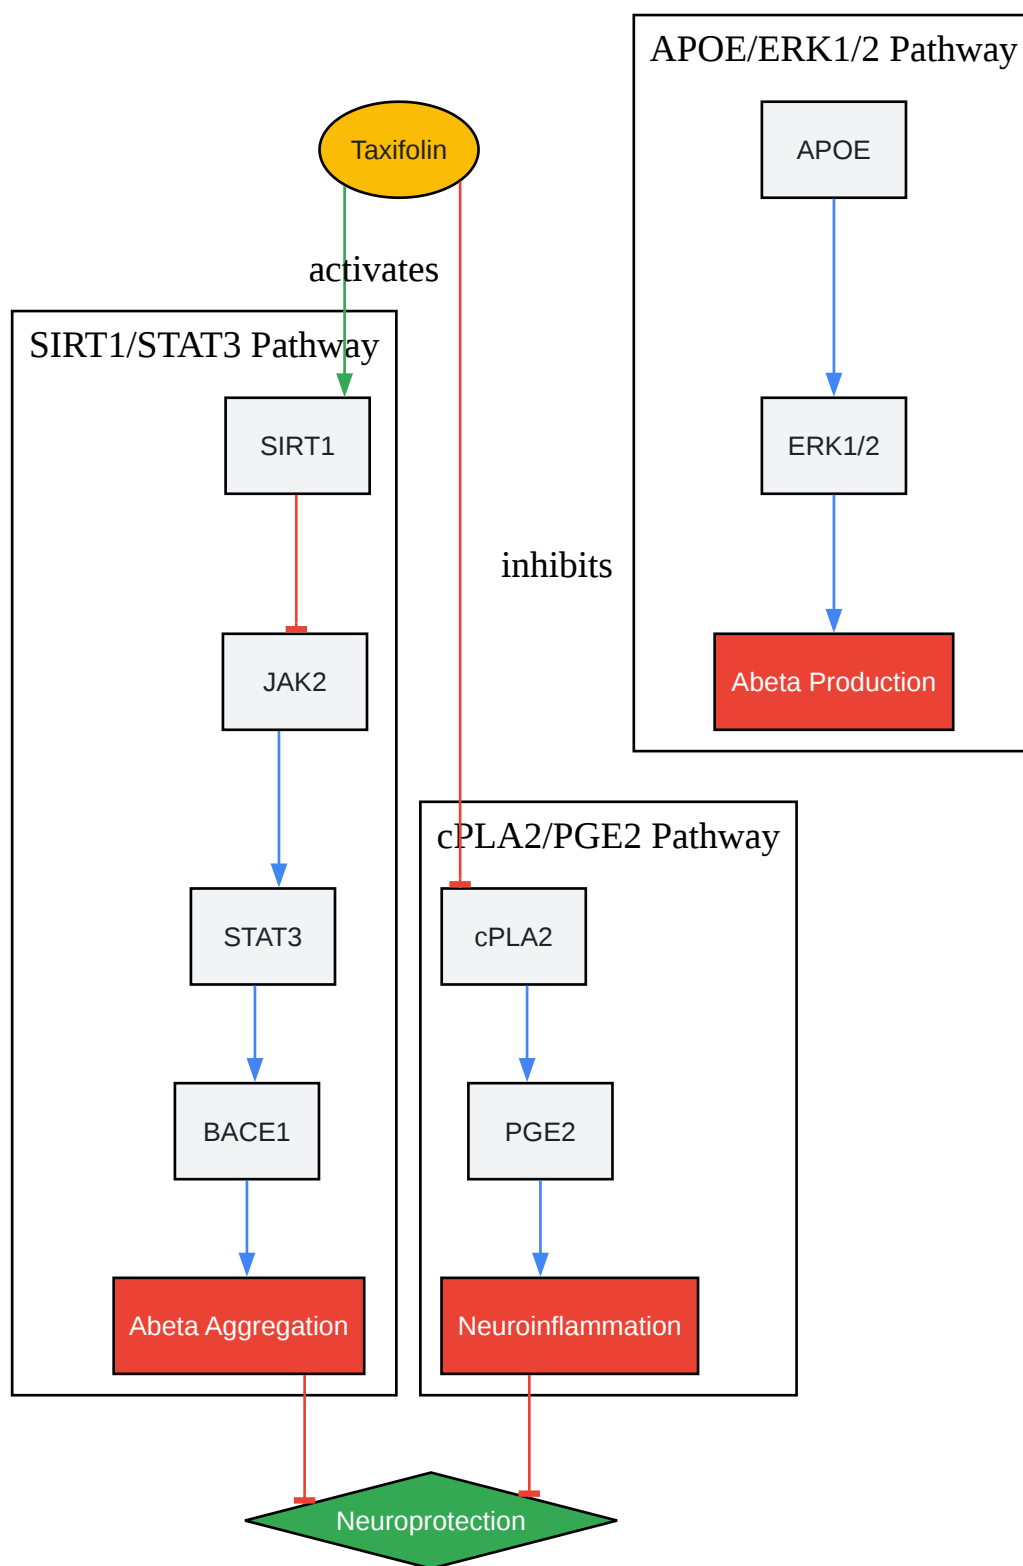 APOE/ERK1/2 Pathway
Taxifolin
APOE
activates
SIRT1/STAT3 Pathway
SIRT1
ERK1/2
inhibits
JAK2
Abeta Production
cPLA2/PGE2 Pathway
STAT3
cPLA2
BACE1
PGE2
Abeta Aggregation
Neuroinflammation
Neuroprotection